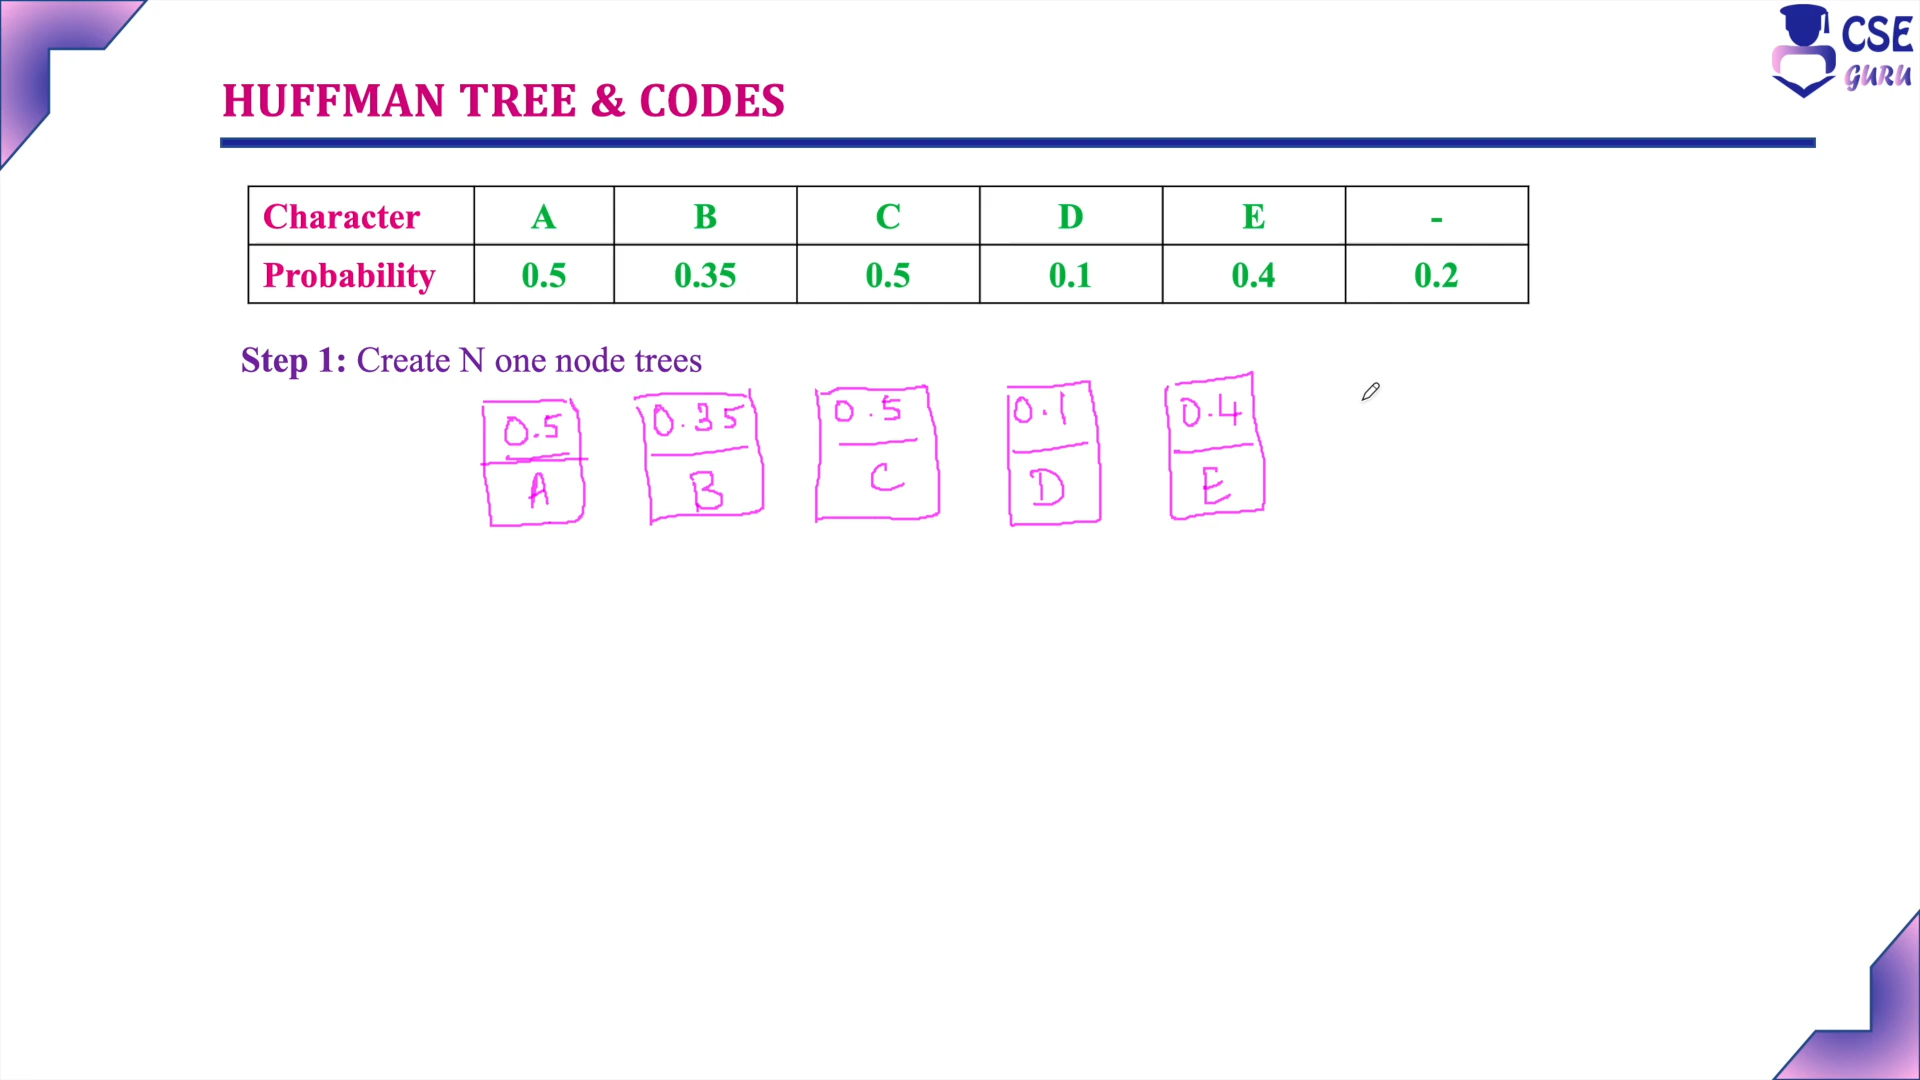 CSE
GURU
HUFFMAN TREE & CODES
Character A B C D E -
Probability 0.5 0.35 0.5 0.1 0.4 0.2
Step 1: Create N one node trees
0.5 0.35 0.5 0.1 0.4
A B C D E